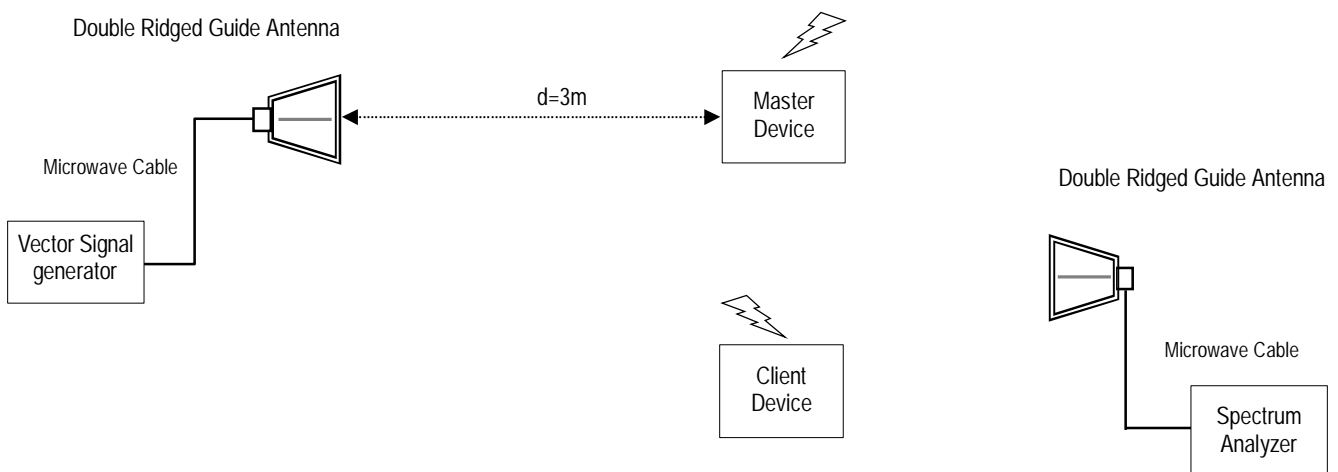 Double Ridged Guide Antenna
d=3m
Master
Device
Microwave Cable
Double Ridged Guide Antenna
Vector Signal
generator
Microwave Cable
Client
Device
Spectrum
Analyzer